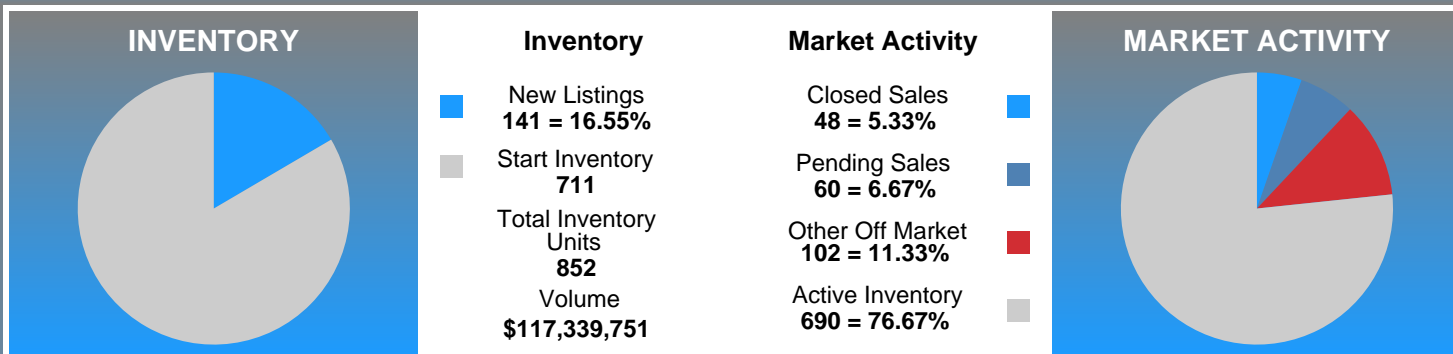 INVENTORY
Inventory
New Listings
141 = 16.55%
Start Inventory
711
Total Inventory
Units
852
Volume
$117,339,751
Market Activity
Closed Sales
48 = 5.33%
Pending Sales
60 = 6.67%
Other Off Market
102 = 11.33%
Active Inventory
690 = 76.67%
MARKET ACTIVITY